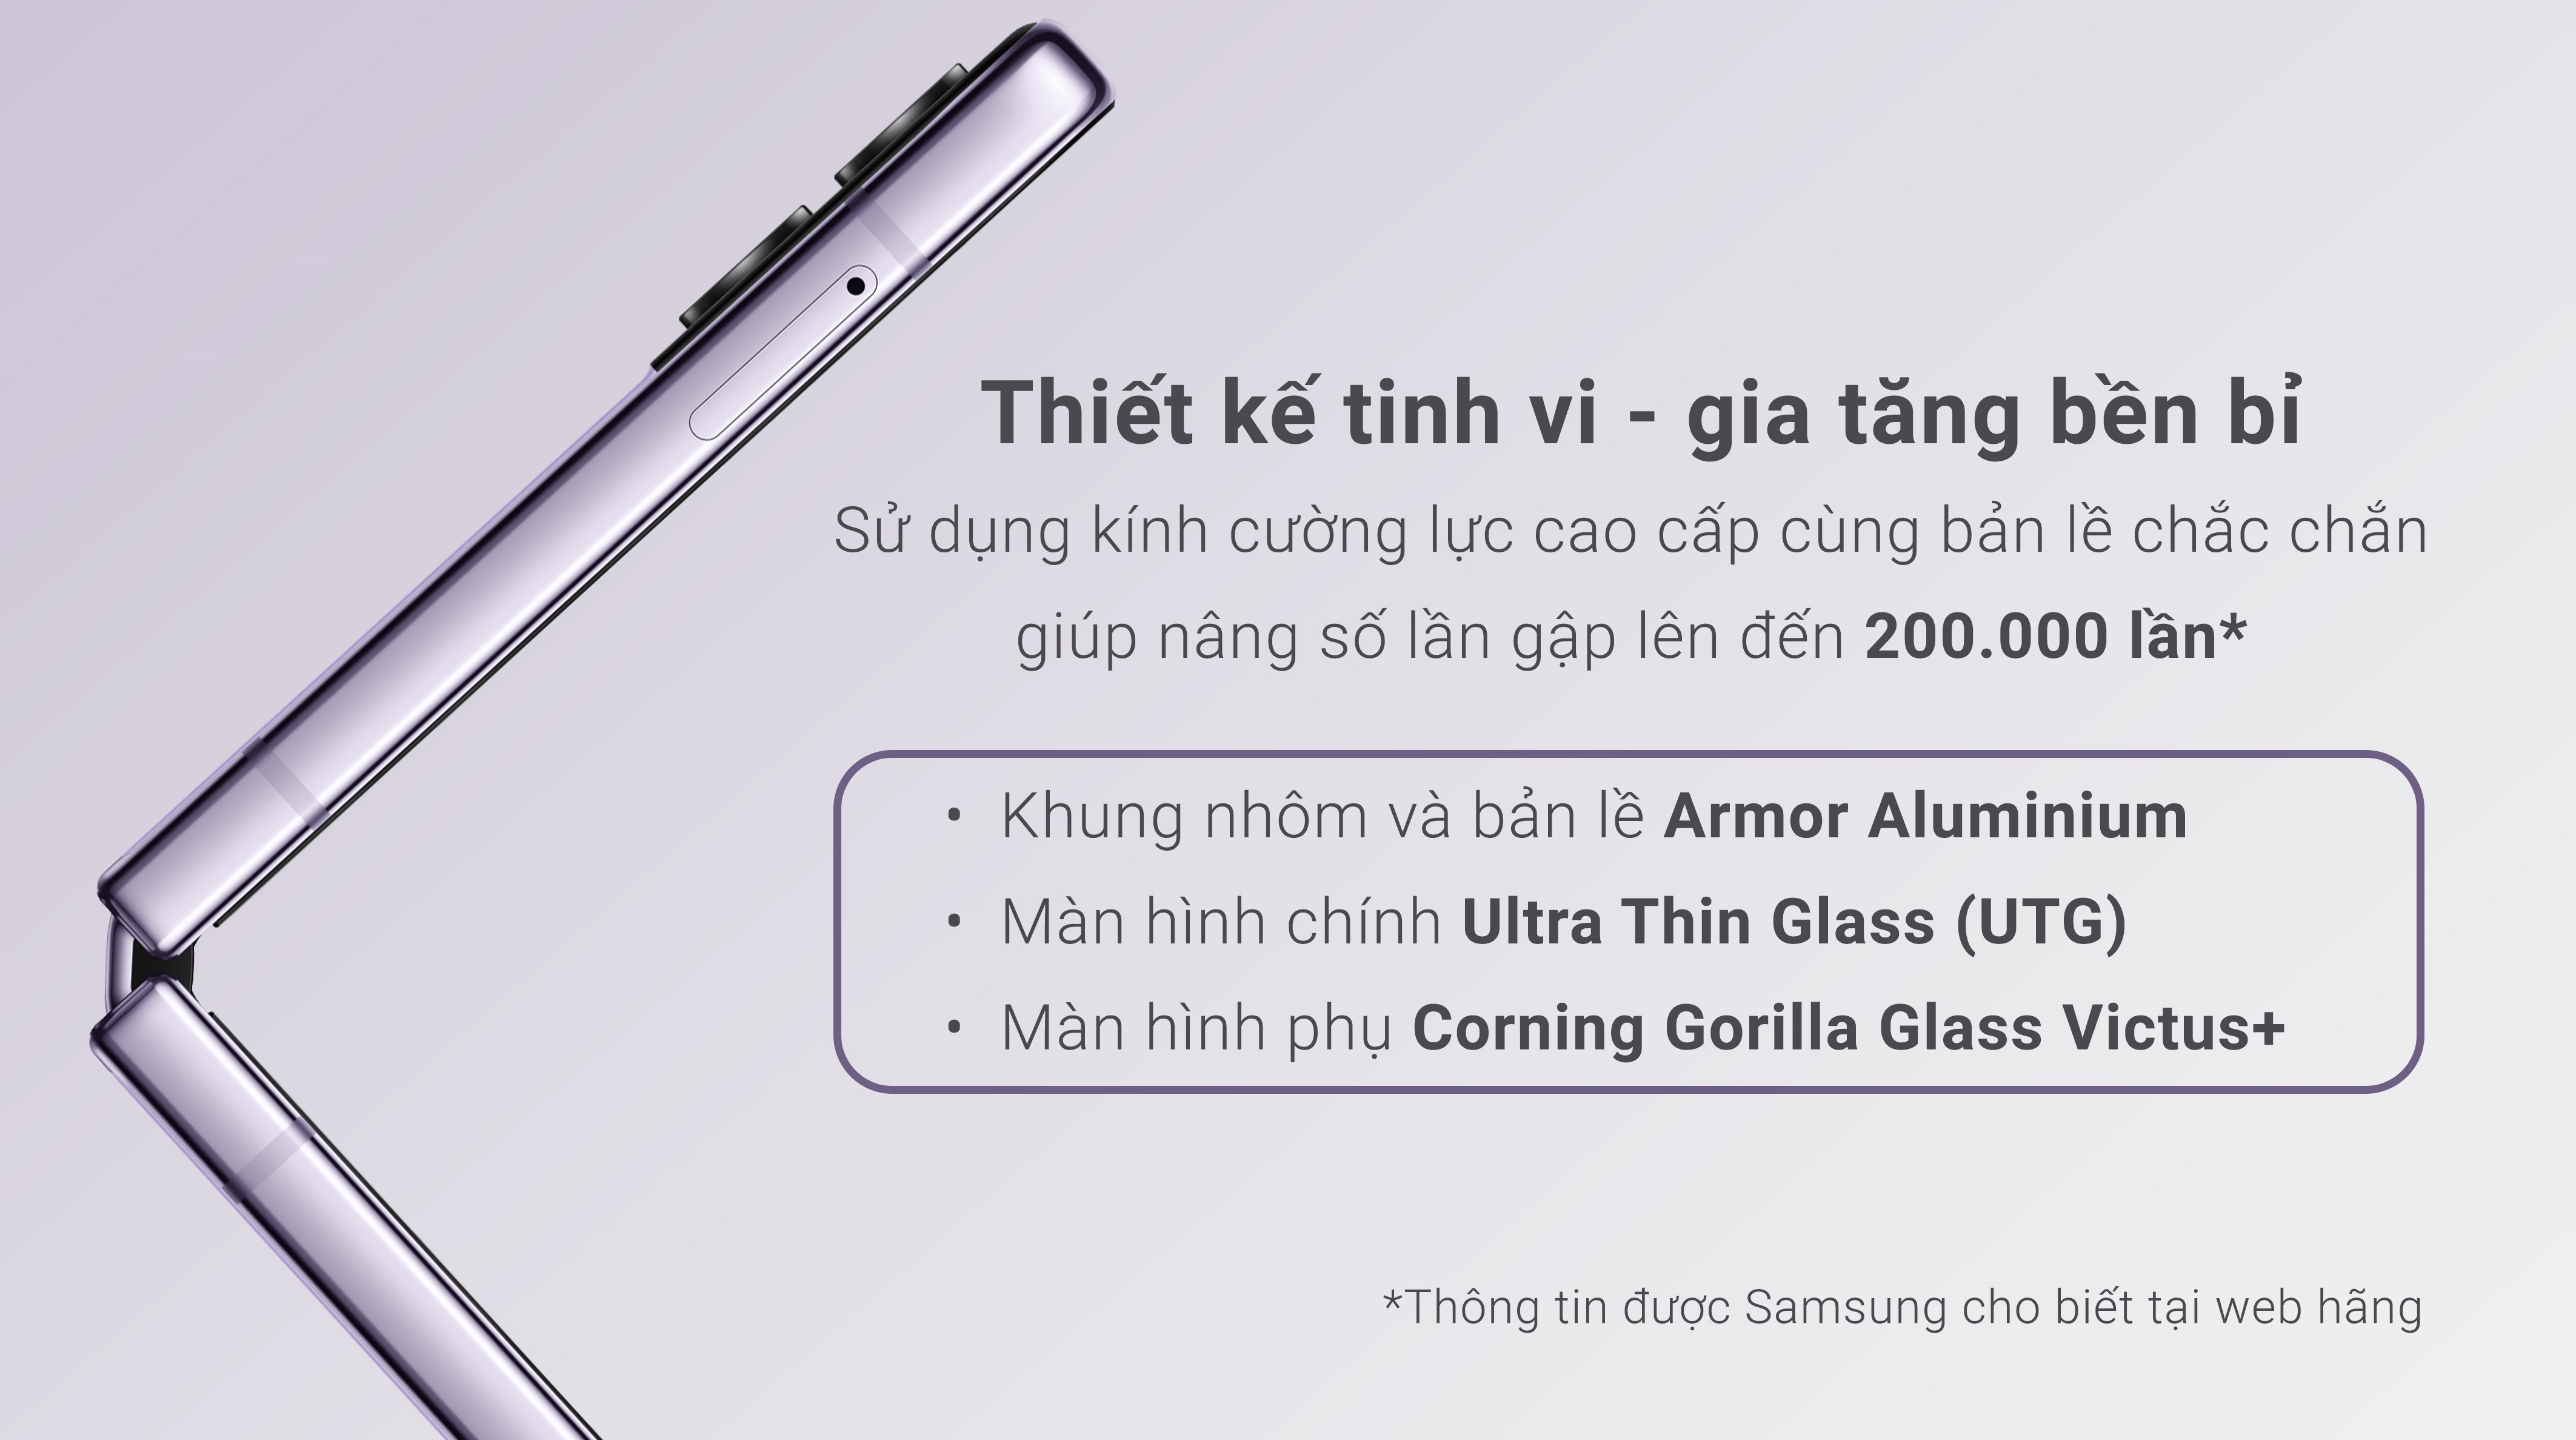 Thiết kế tinh vi - gia tăng bền bỉ
Sử dụng kính cường lực cao cấp cùng bản lề chắc chắn
giúp nâng số lần gập lên đến 200.000 lần*
• Khung nhôm và bản lề Armor Aluminium
• Màn hình chính Ultra Thin Glass (UTG)
• Màn hình phụ Corning Gorilla Glass Victus+
*Thông tin được Samsung cho biết tại web hãng